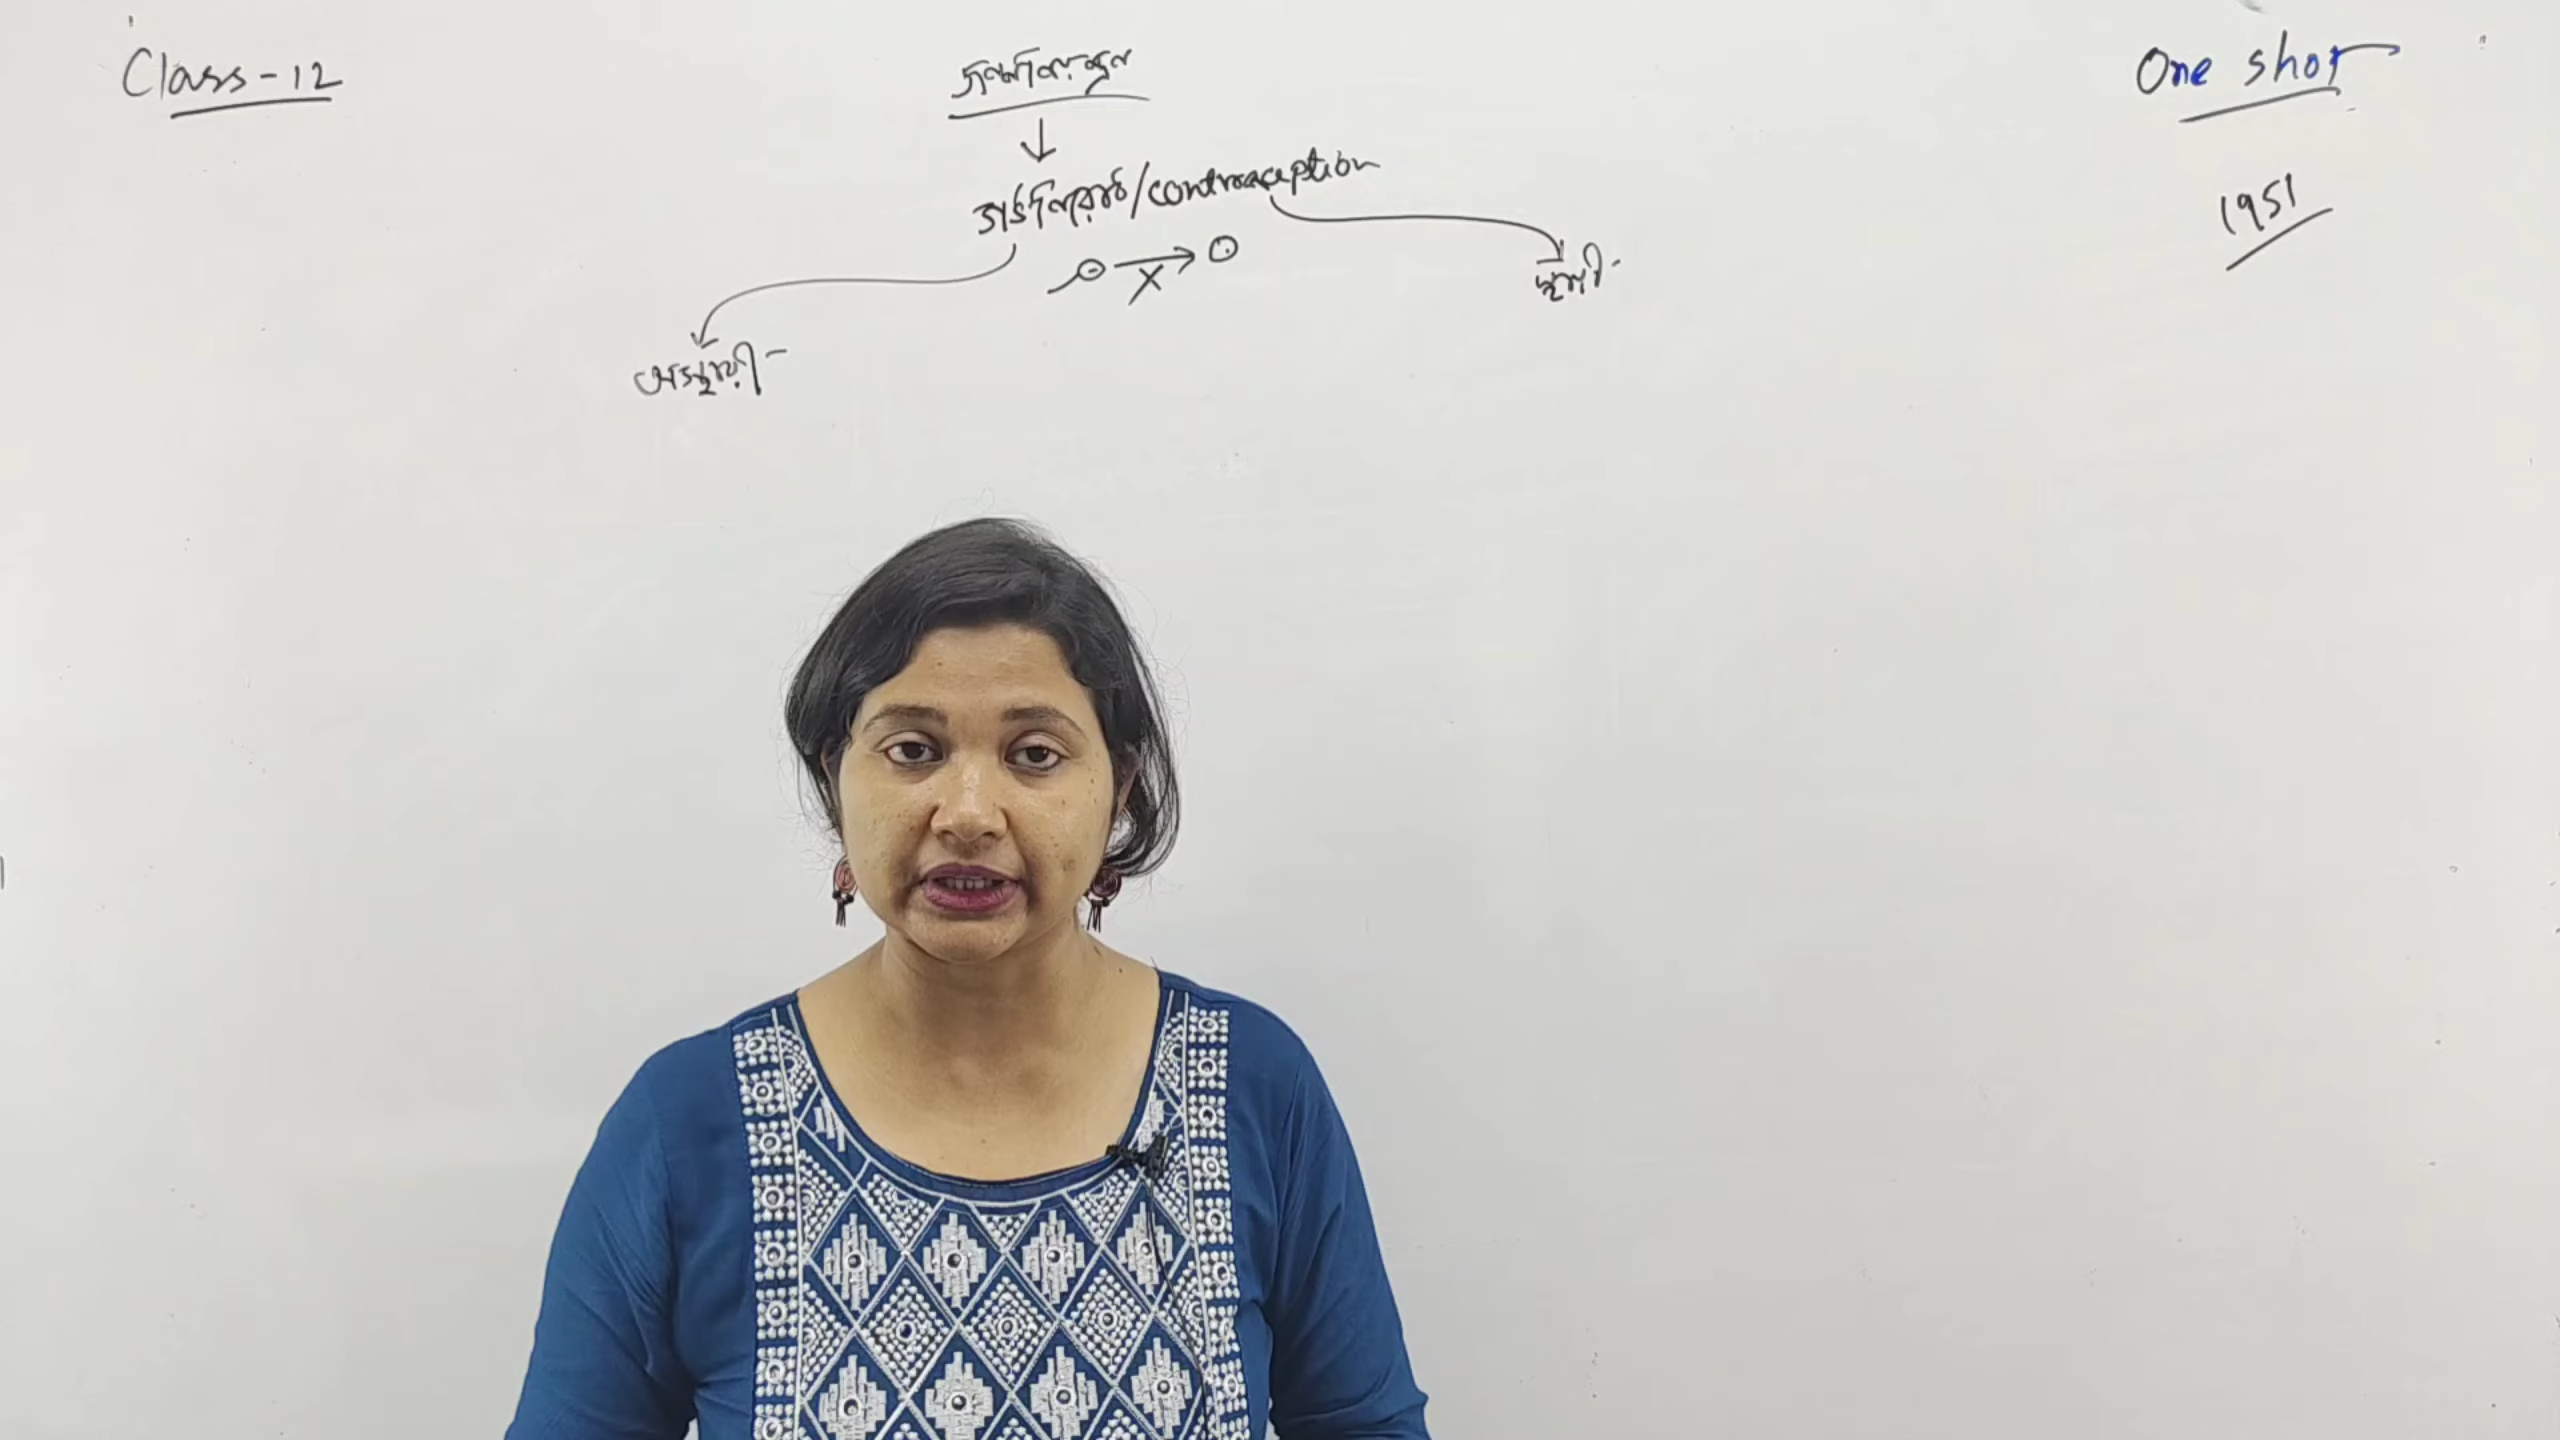 Class-12
জন্মনিয়ন্ত্রণ
One shot
গর্ভনিরোধ/contraception
1951
স্থায়ী-
অস্থায়ী-